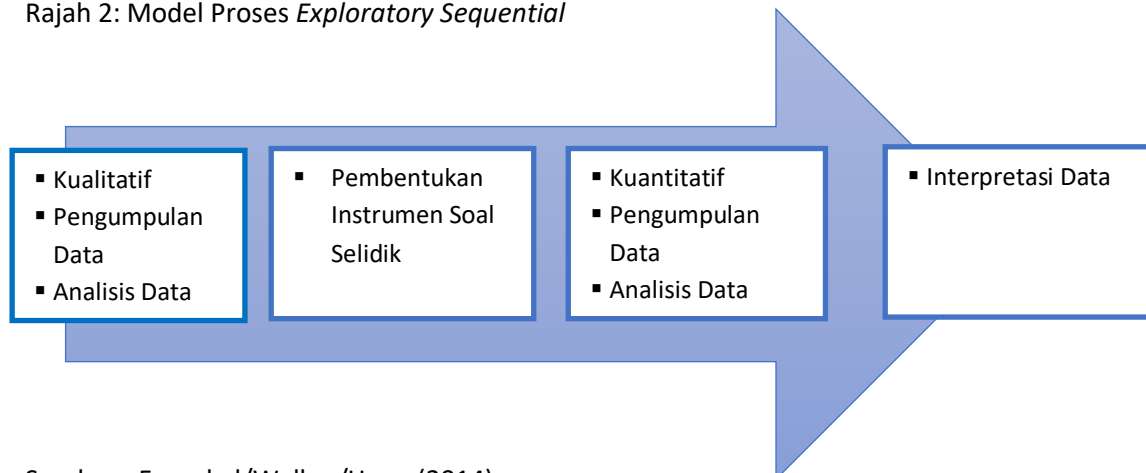 Rajah 2: Model Proses Exploratory Sequential
▪ Kualitatif
▪ Pengumpulan
Data
▪ Analisis Data
▪ Pembentukan
Instrumen Soal
Selidik
▪ Kuantitatif
▪ Pengumpulan
Data
▪ Analisis Data
▪ Interpretasi Data
(2014)